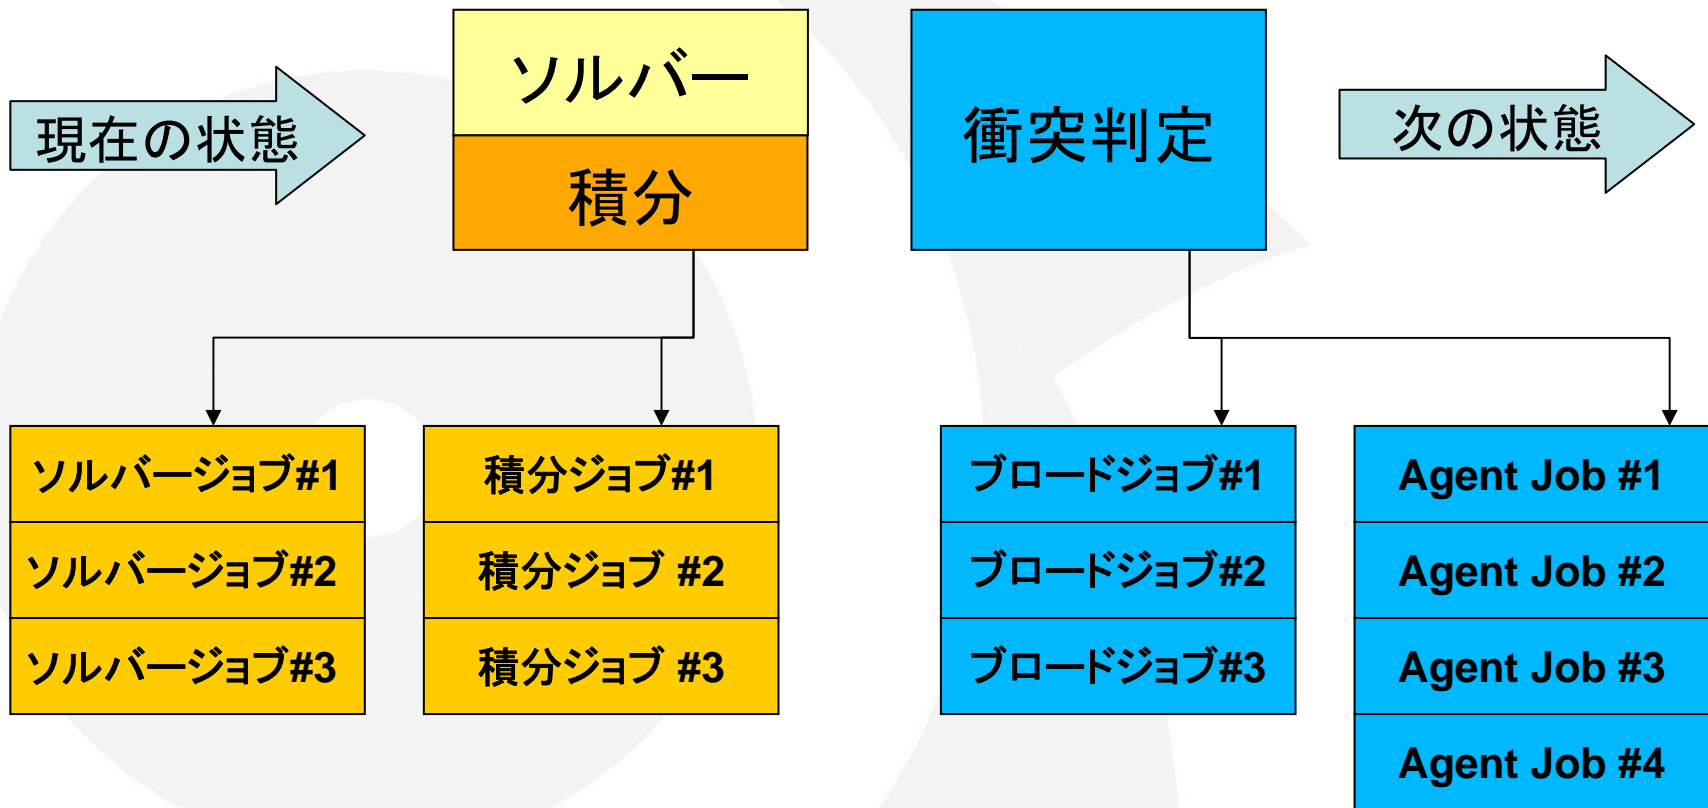 現在の状態
ソルバー
積分
衝突判定
次の状態
ソルバージョブ#1
ソルバージョブ#2
ソルバージョブ#3
積分ジョブ#1
積分ジョブ #2
積分ジョブ #3
ブロードジョブ#1
ブロードジョブ#2
ブロードジョブ#3
Agent Job #1
Agent Job #2
Agent Job #3
Agent Job #4